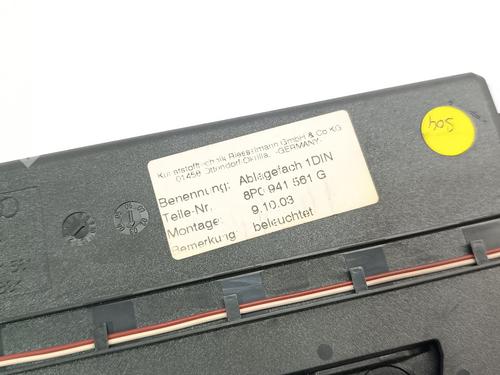 Kunststofftechnik Riesselmann GmbH & Co KG
01458 Ottendorf-Okrilla, GERMANY
Benennung: Ablagefach 1DIN
Teile-Nr. 8P0 941 561 G
Montage: 9.10.03
Bemerkung: beleuchtet
S04